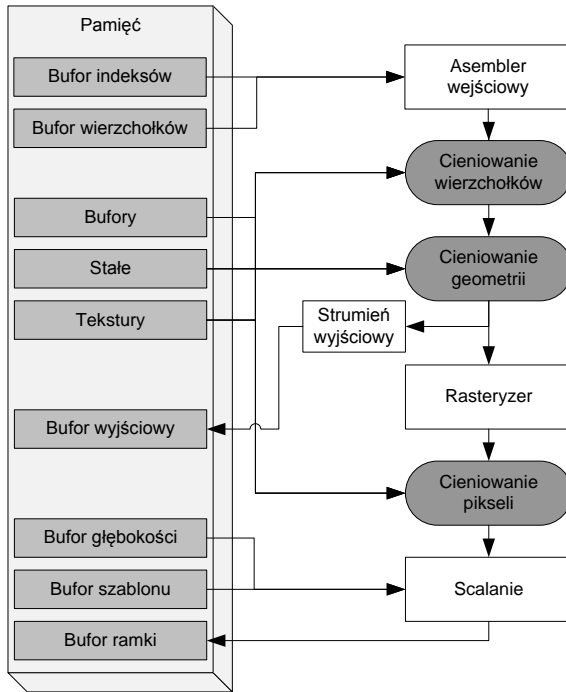 Pamięć
Bufor indeksów
Bufor wierzchołków
Bufory
Stałe
Tekstury
Bufor wyjściowy
Bufor głębokości
Bufor szablonu
Bufor ramki
Asembler
wejściowy
Cieniowanie
wierzchołków
Cieniowanie
geometrii
Strumień
wyjściowy
Rasteryzer
Cieniowanie
pikseli
Scalanie